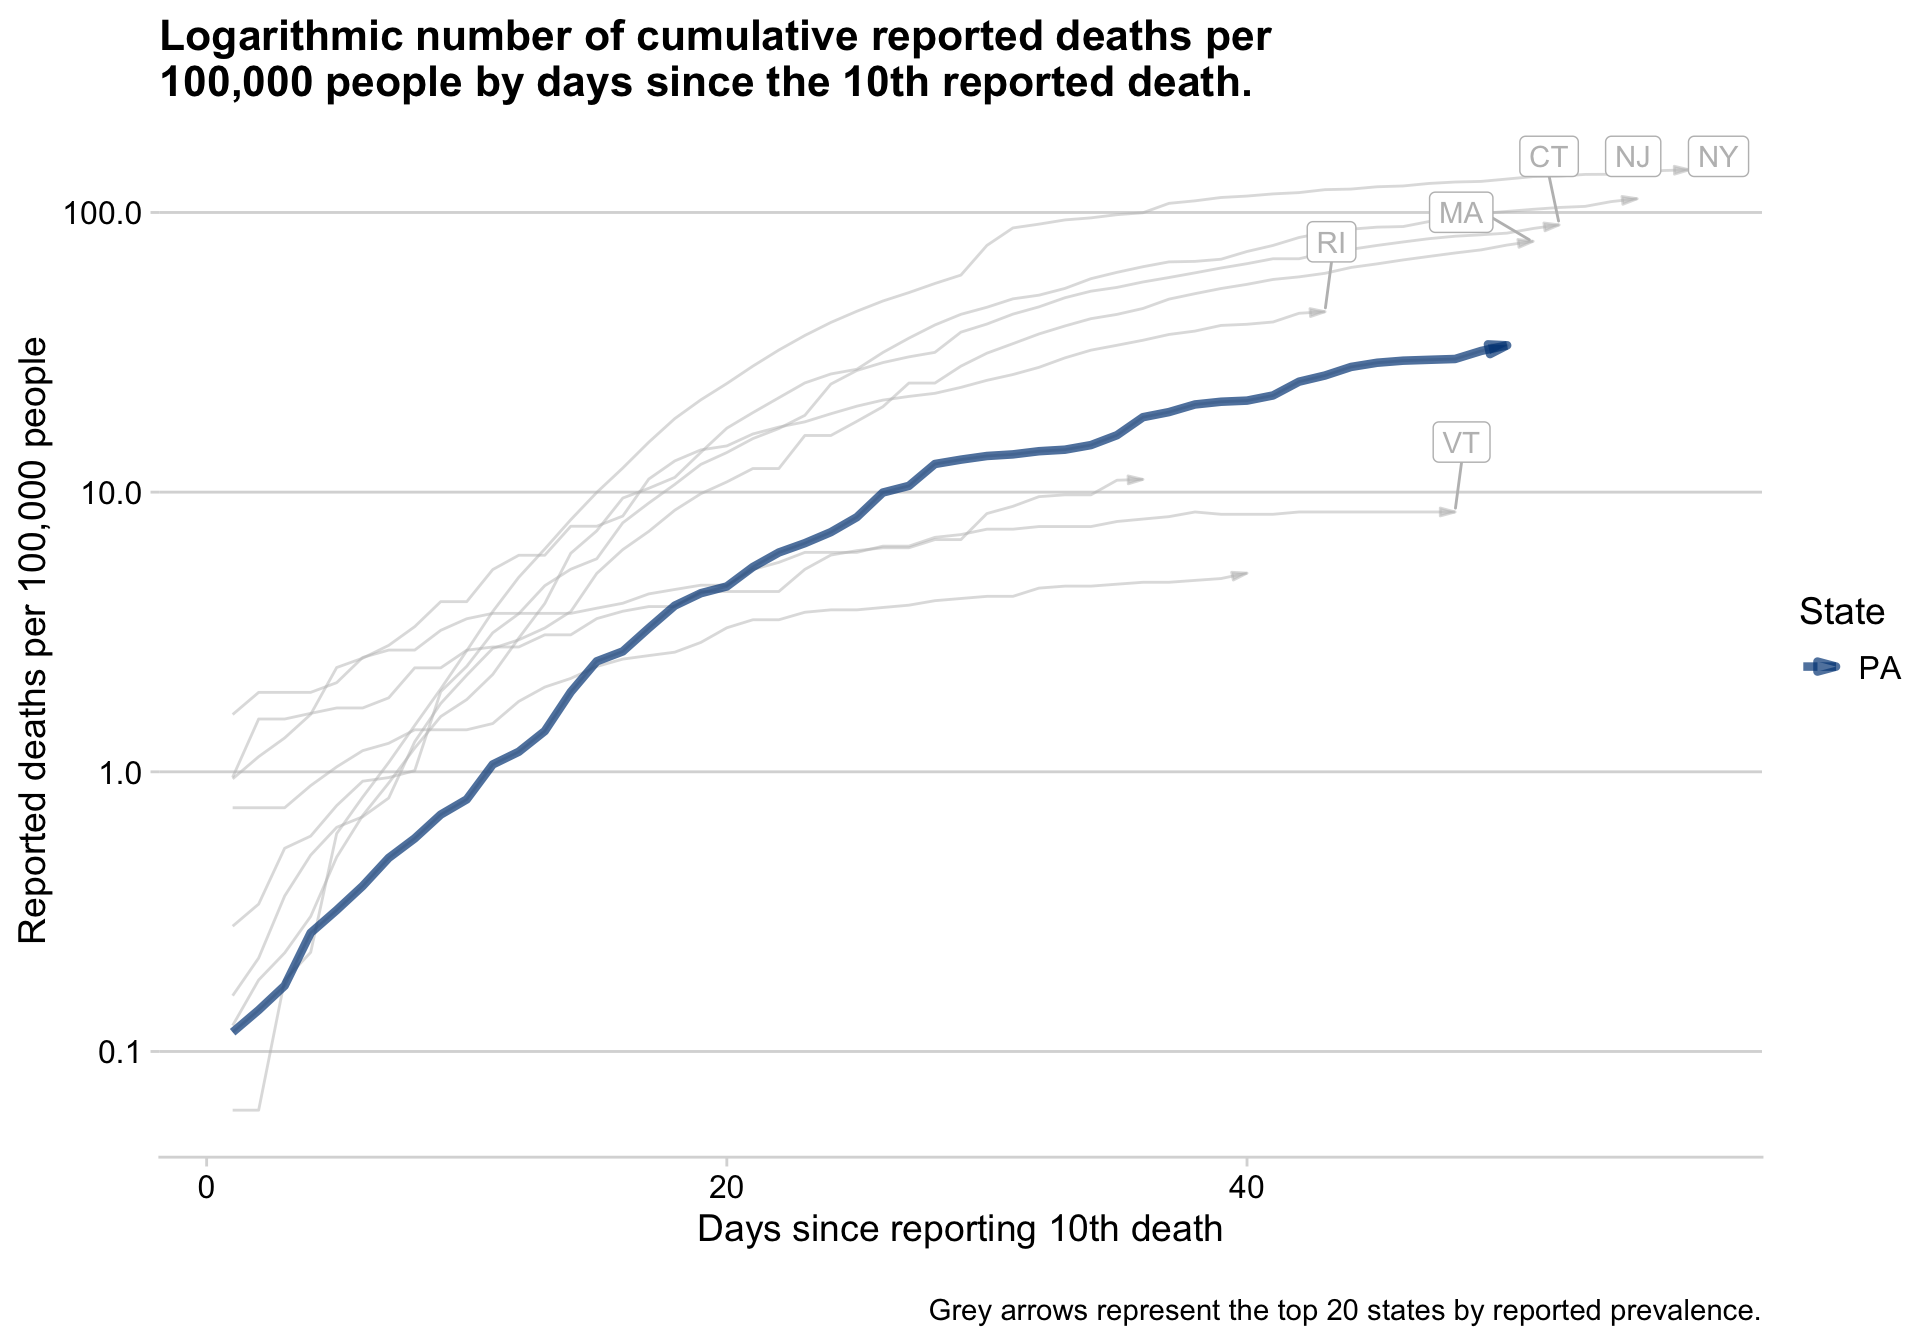 Logarithmic number of cumulative reported deaths per
100,000 people by days since the 10th reported death.
CT NJ NY
MA
RI
VT
100.0
10.0
1.0
0.1
Reported deaths per 100,000 people
0 20 40
Days since reporting 10th death
State
PA
Grey arrows represent the top 20 states by reported prevalence.